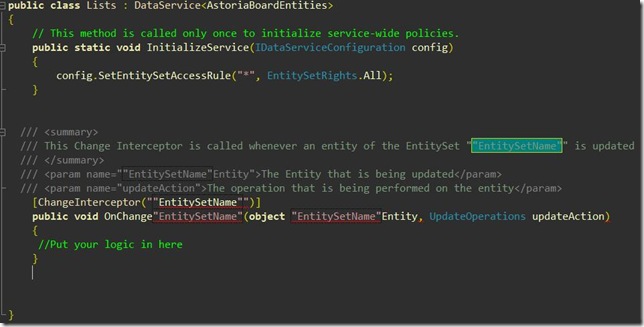 public class Lists : DataService<AstoriaBoardEntities>
{
// This method is called only once to initialize service-wide policies.
public static void InitializeService(IDataServiceConfiguration config)
{
config.SetEntitySetAccessRule("*", EntitySetRights.All);
}
/// <summary>
/// This Change Interceptor is called whenever an entity of the EntitySet ""EntitySetName"" is updated
/// </summary>
/// <param name=""EntitySetName"Entity">The Entity that is being updated</param>
/// <param name="updateAction">The operation that is being performed on the entity</param>
[ChangeInterceptor(""EntitySetName"")]
public void OnChange"EntitySetName"(object "EntitySetName"Entity, UpdateOperations updateAction)
{
//Put your logic in here
}
}